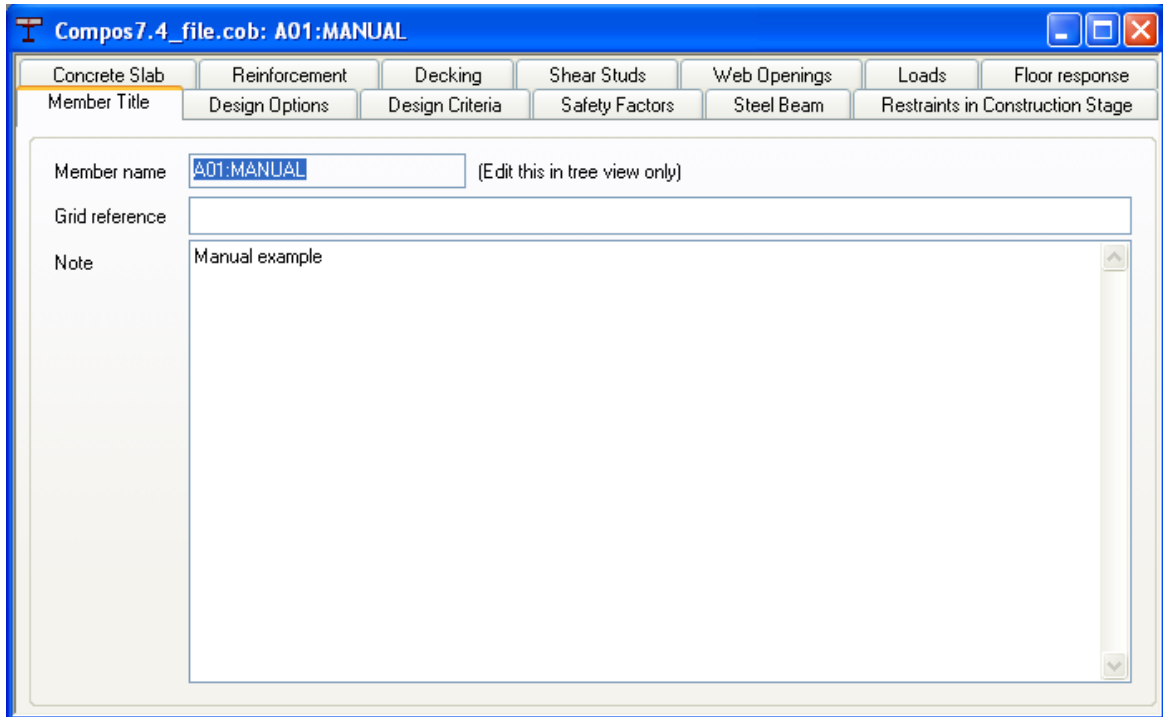 Compos7.4_file.cob: A01:MANUAL
Concrete Slab Reinforcement Decking Shear Studs Web Openings Loads Floor response
Member Title Design Options Design Criteria Safety Factors Steel Beam Restraints in Construction Stage
Member name A01:MANUAL (Edit this in tree view only)
Grid reference
Note Manual example